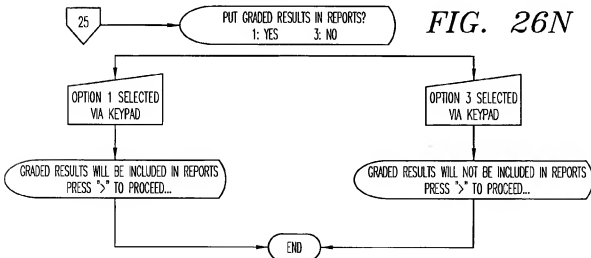 25
PUT GRADED RESULTS IN REPORTS?
1: YES 3: NO
FIG. 26N
OPTION 1 SELECTED
VIA KEYPAD
OPTION 3 SELECTED
VIA KEYPAD
GRADED RESULTS WILL BE INCLUDED IN REPORTS
PRESS ">" TO PROCEED...
GRADED RESULTS WILL NOT BE INCLUDED IN REPORTS
PRESS ">" TO PROCEED...
END